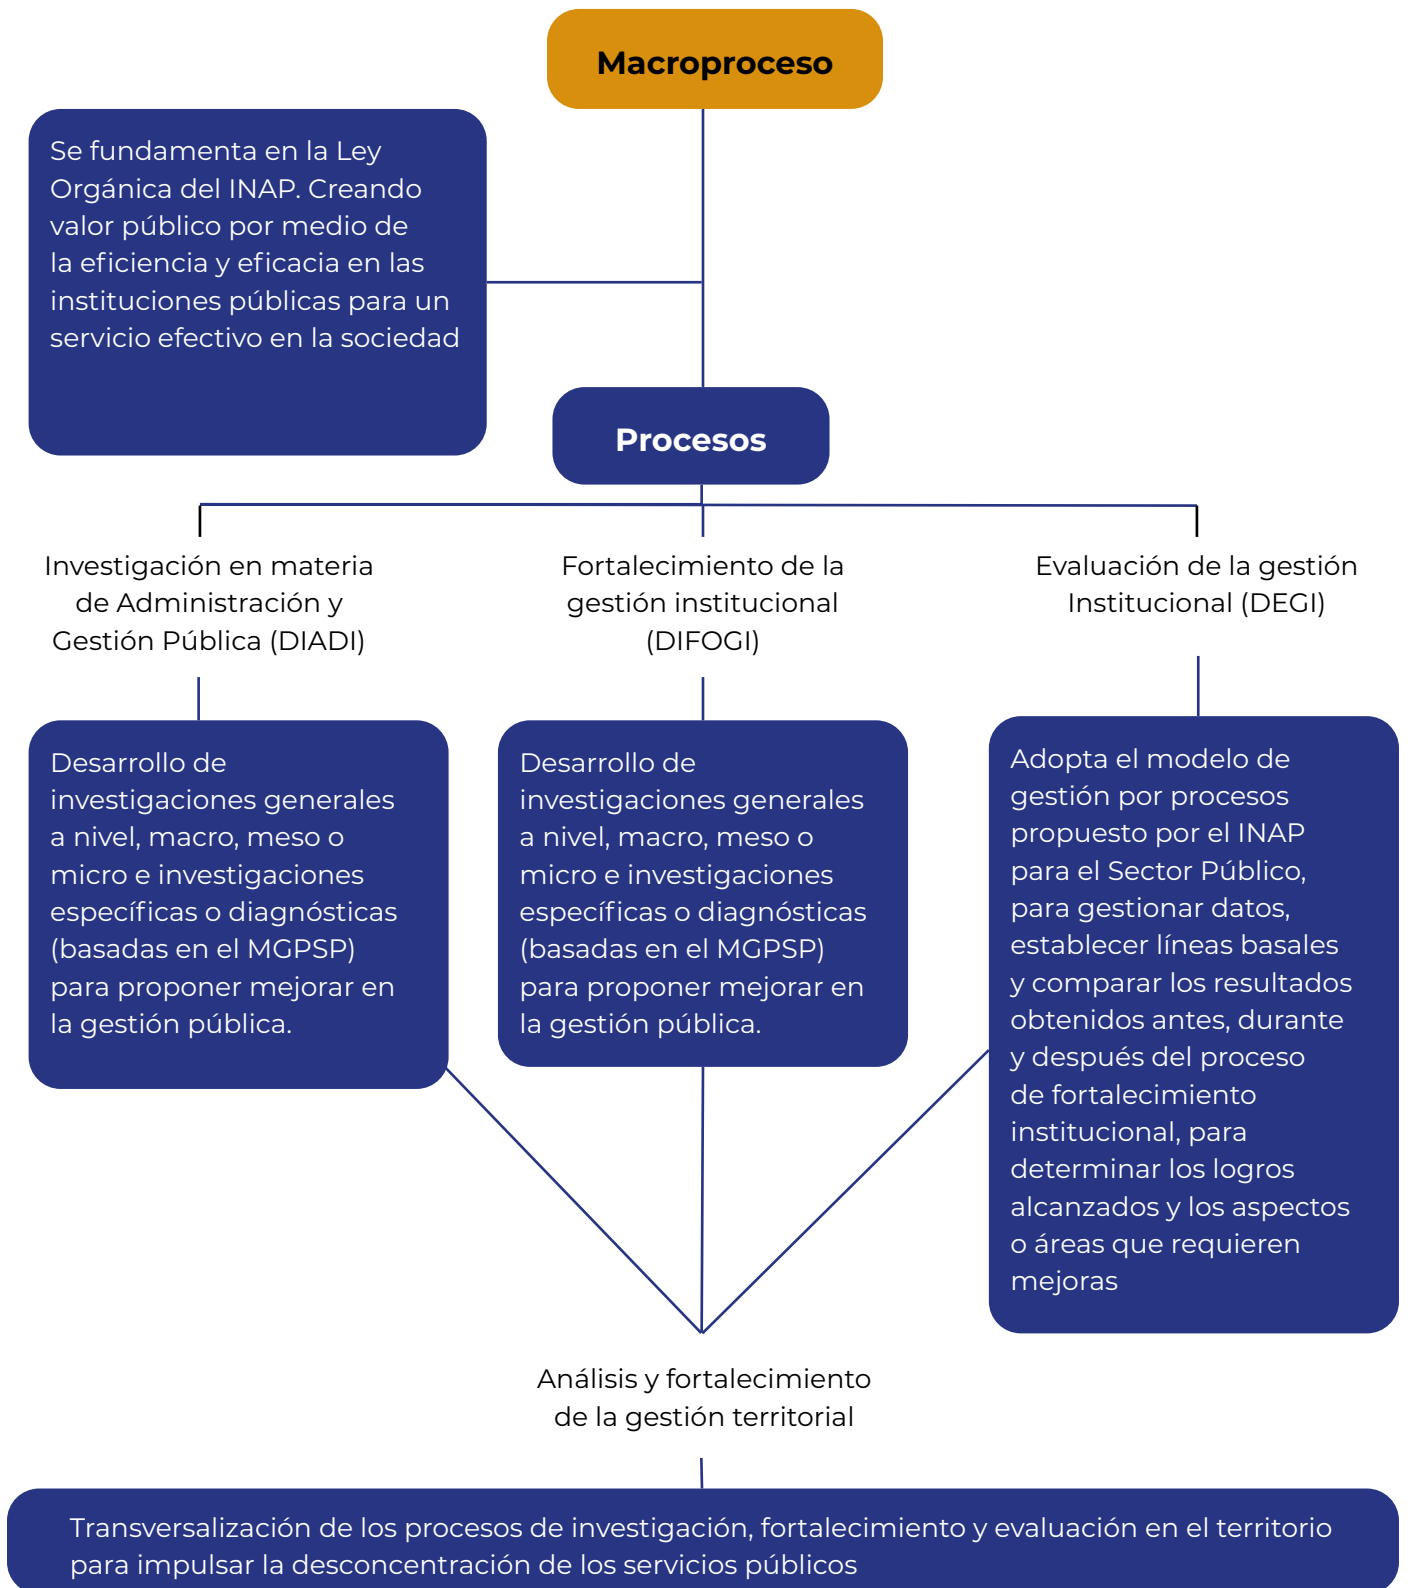 Macroproceso
Se fundamenta en la Ley
Orgánica del INAP. Creando
valor público por medio de
la eficiencia y eficacia en las
instituciones públicas para un
servicio efectivo en la sociedad
Procesos
Investigación en materia
de Administración y
Gestión Pública (DIADI)
Fortalecimiento de la
gestión institucional
(DIFOGI)
Evaluación de la gestión
Institucional (DEGI)
Desarrollo de
investigaciones generales
a nivel, macro, meso o
micro e investigaciones
específicas o diagnósticas
(basadas en el MGPSP)
para proponer mejorar en
la gestión pública.
Desarrollo de
investigaciones generales
a nivel, macro, meso o
micro e investigaciones
específicas o diagnósticas
(basadas en el MGPSP)
para proponer mejorar en
la gestión pública.
Adopta el modelo de
gestión por procesos
propuesto por el INAP
para el Sector Público,
para gestionar datos,
establecer líneas basales
y comparar los resultados
obtenidos antes, durante
y después del proceso
de fortalecimiento
institucional, para
determinar los logros
alcanzados y los aspectos
o áreas que requieren
mejoras
Análisis y fortalecimiento
de la gestión territorial
Transversalización de los procesos de investigación, fortalecimiento y evaluación en el territorio
para impulsar la desconcentración de los servicios públicos